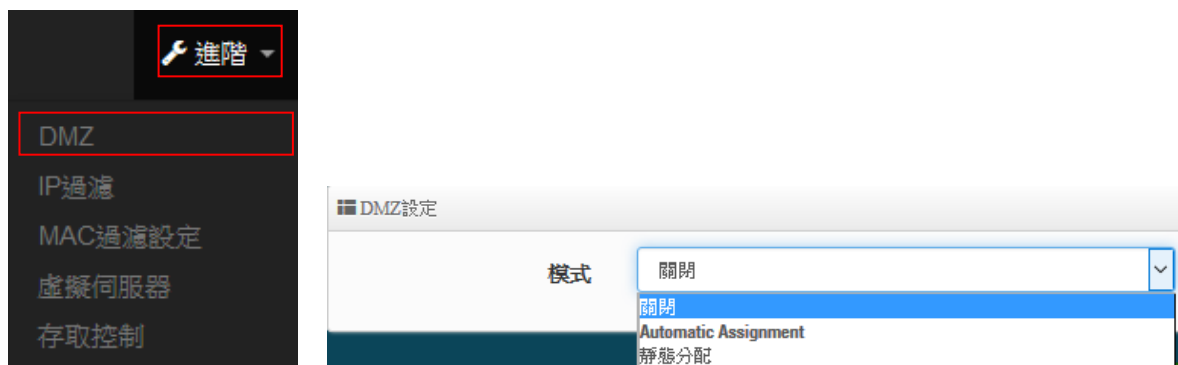 進階
DMZ
IP過濾
MAC過濾設定
虛擬伺服器
存取控制
DMZ設定
模式
關閉
關閉
Automatic Assignment
靜態分配